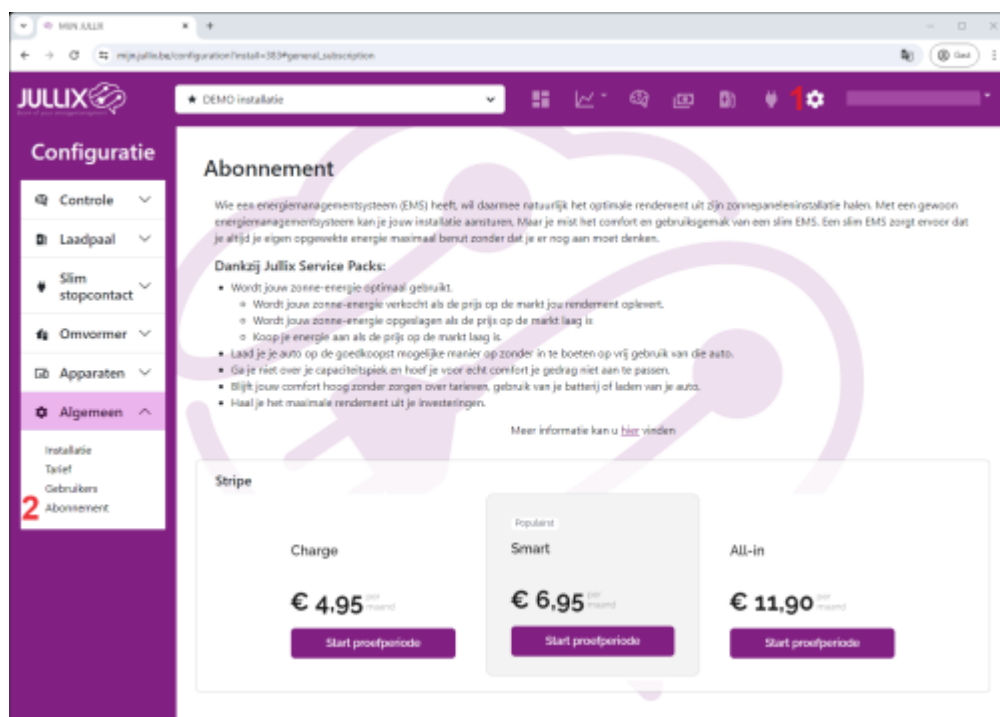 MIJN JULLIX
mijn.jullix.be/configuration?install=383#general_subscription
Gast
JULLIX
★ DEMO installatie
1
Configuratie
Controle
Laadpaal
Slim
stopcontact
Omvormer
Apparaten
Algemeen
Installatie
Tarief
Gebruikers
2 Abonnement
Abonnement
Wie een energiemanagementsysteem (EMS) heeft, wil daarmee natuurlijk het optimale rendement uit zijn zonnepaneleninstallatie halen. Met een gewoon
energiemanagementsysteem kan je jouw installatie aansturen. Maar je mist het comfort en gebruiksgemak van een slim EMS. Een slim EMS zorgt ervoor dat
je altijd je eigen opgewekte energie maximaal benut zonder dat je er nog aan moet denken.
Dankzij Jullix Service Packs:
• Wordt jouw zonne-energie optimaal gebruikt.
◦ Wordt jouw zonne-energie verkocht als de prijs op de markt jou rendement oplevert.
◦ Wordt jouw zonne-energie opgeslagen als de prijs op de markt laag is
◦ Koop je energie aan als de prijs op de markt laag is.
• Laad je je auto op de goedkoopst mogelijke manier op zonder in te boeten op vrij gebruik van die auto.
• Ga je niet over je capaciteitspiek en hoef je voor echt comfort je gedrag niet aan te passen.
• Blijft jouw comfort hoog zonder zorgen over tarieven, gebruik van je batterij of laden van je auto.
• Haal je het maximale rendement uit je investeringen.
Meer informatie kan u hier vinden
Stripe
Charge
€ 4,95 per maand
Start proefperiode
Populairst
Smart
€ 6,95 per maand
Start proefperiode
All-in
€ 11,90 per maand
Start proefperiode